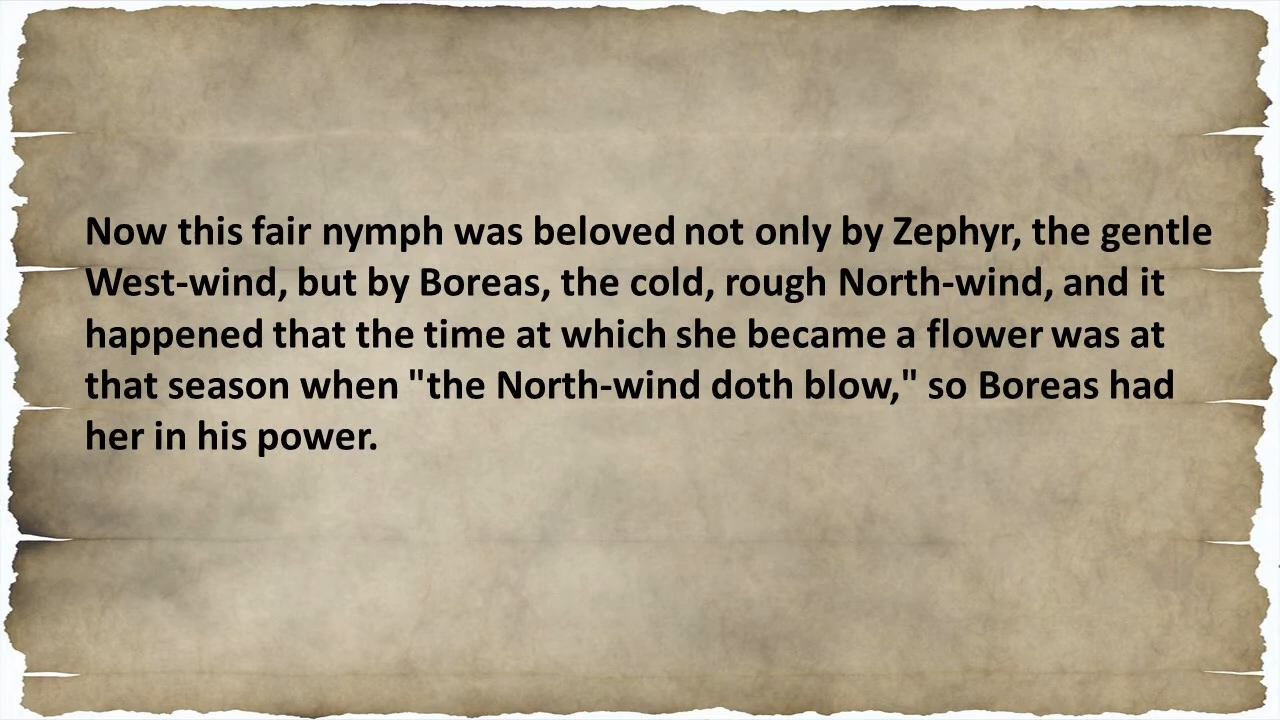 Now this fair nymph was beloved not only by Zephyr, the gentle
West-wind, but by Boreas, the cold, rough North-wind, and it
happened that the time at which she became a flower was at
that season when "the North-wind doth blow," so Boreas had
her in his power.